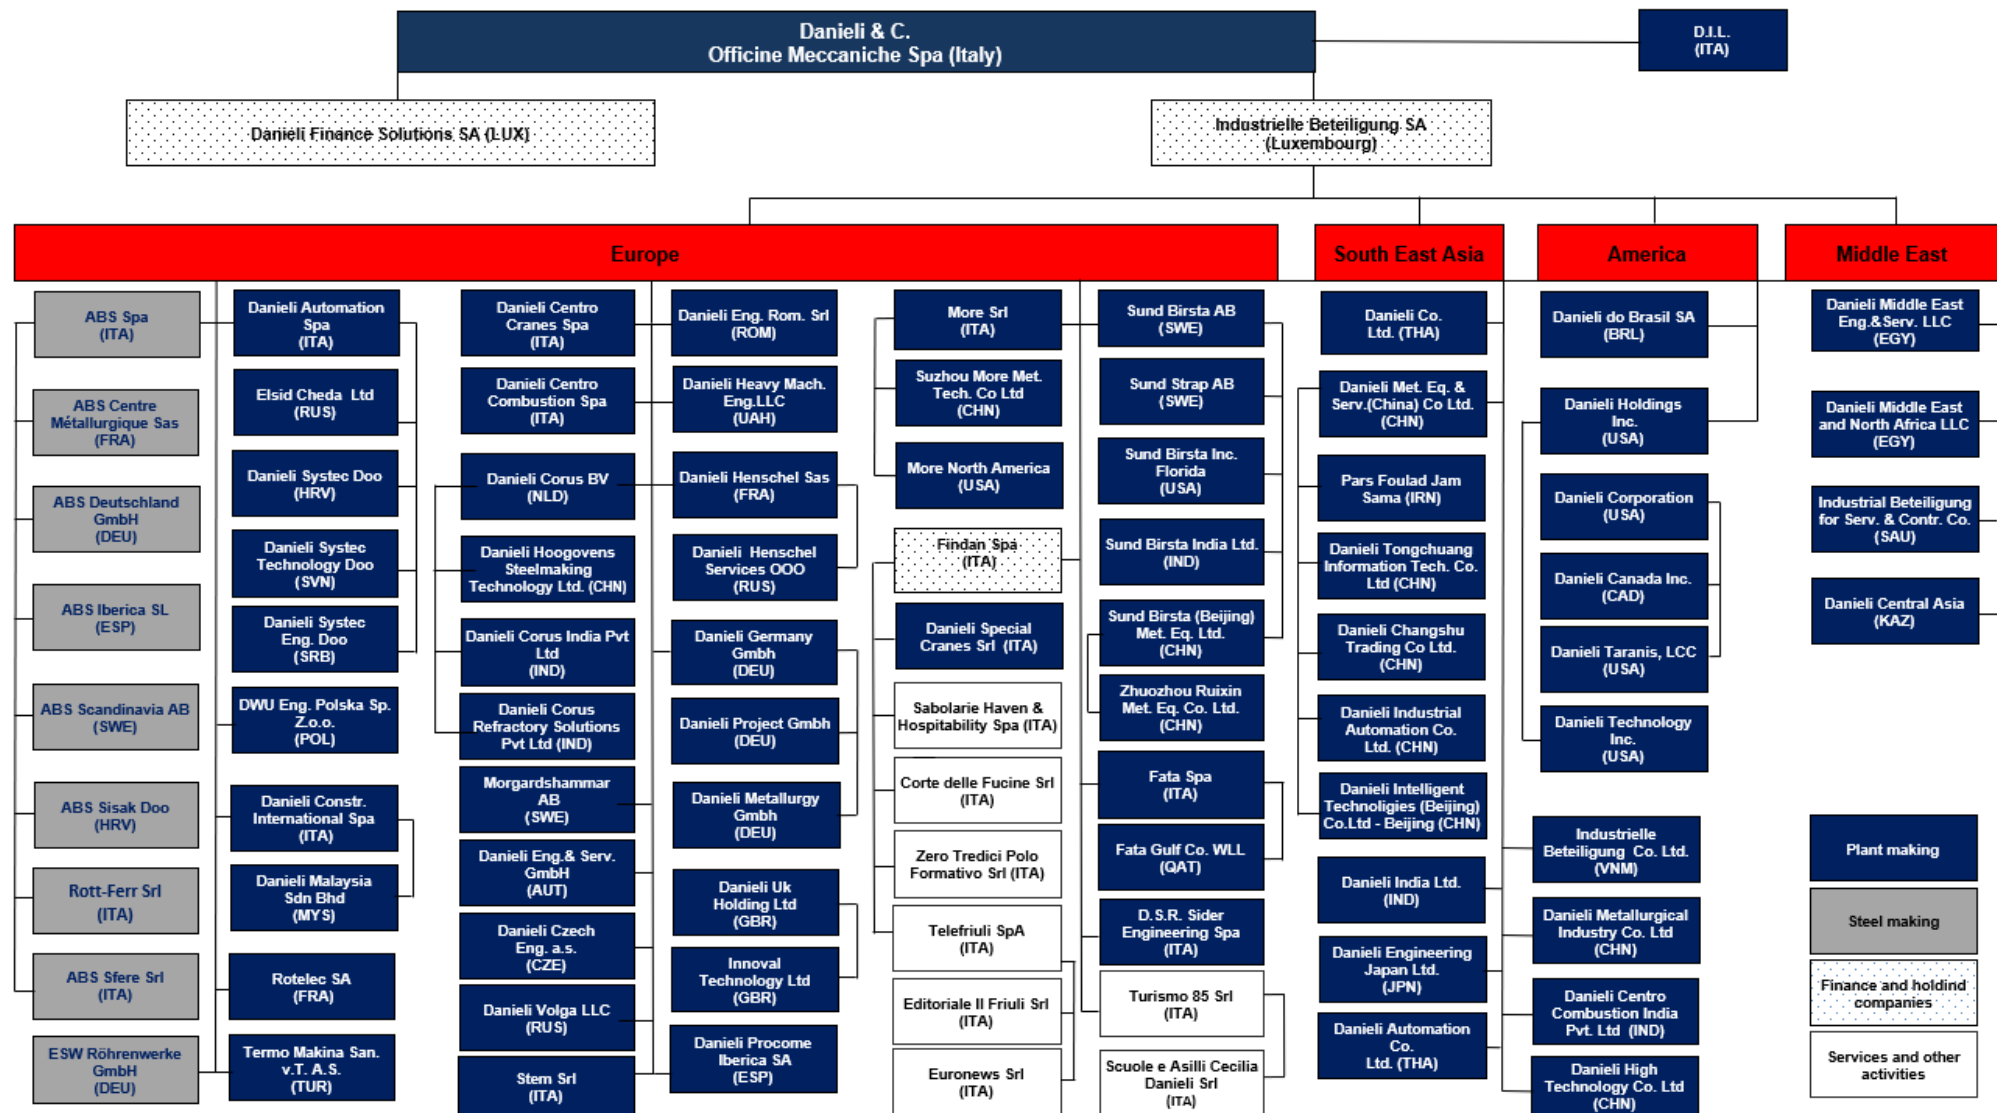 Danieli & C.
Officine Meccaniche Spa (Italy)
D.I.L.
(ITA)
Danieli Finance Solutions SA (LUX)
Industrielle Beteiligung SA
(Luxembourg)
Europe
South East Asia
America
Middle East
ABS Spa
(ITA)
ABS Centre
Métallurgique Sas
(FRA)
ABS Deutschland
GmbH
(DEU)
ABS Iberica SL
(ESP)
ABS Scandinavia AB
(SWE)
ABS Sisak Doo
(HRV)
Rott-Ferr Srl
(ITA)
ABS Sfere Srl
(ITA)
ESW Röhrenwerke
GmbH
(DEU)
Danieli Automation
Spa
(ITA)
Elsid Cheda Ltd
(RUS)
Danieli Systec Doo
(HRV)
Danieli Systec
Technology Doo
(SVN)
Danieli Systec
Eng. Doo
(SRB)
DWU Eng. Polska Sp.
Z.o.o.
(POL)
Danieli Constr.
International Spa
(ITA)
Danieli Malaysia
Sdn Bhd
(MYS)
Rotelec SA
(FRA)
Termo Makina San.
v.T. A.S.
(TUR)
Danieli Centro
Cranes Spa
(ITA)
Danieli Centro
Combustion Spa
(ITA)
Danieli Corus BV
(NLD)
Danieli Hoogovens
Steelmaking
Technology Ltd. (CHN)
Danieli Corus India Pvt
Ltd
(IND)
Danieli Corus
Refractory Solutions
Pvt Ltd (IND)
Morgardshammar
AB
(SWE)
Danieli Eng.& Serv.
GmbH
(AUT)
Danieli Czech
Eng. a.s.
(CZE)
Danieli Volga LLC
(RUS)
Stem Srl
(ITA)
Danieli Eng. Rom. Srl
(ROM)
Danieli Heavy Mach.
Eng.LLC
(UAH)
Danieli Henschel Sas
(FRA)
Danieli Henschel
Services OOO
(RUS)
Danieli Germany
Gmbh
(DEU)
Danieli Project Gmbh
(DEU)
Danieli Metallurgy
Gmbh
(DEU)
Danieli Uk
Holding Ltd
(GBR)
Innoval
Technology Ltd
(GBR)
Danieli Procome
Iberica SA
(ESP)
More Srl
(ITA)
Suzhou More Met.
Tech. Co Ltd
(CHN)
More North America
(USA)
Findan Spa
(ITA)
Danieli Special
Cranes Srl (ITA)
Sabolarie Haven &
Hospitability Spa (ITA)
Corte delle Fucine Srl
(ITA)
Zero Tredici Polo
Formativo Srl (ITA)
Telefriuli SpA
(ITA)
Editoriale Il Friuli Srl
(ITA)
Euronews Srl
(ITA)
Sund Birsta AB
(SWE)
Sund Strap AB
(SWE)
Sund Birsta Inc.
Florida
(USA)
Sund Birsta India Ltd.
(IND)
Sund Birsta (Beijing)
Met. Eq. Ltd.
(CHN)
Zhuozhou Ruixin
Met. Eq. Co. Ltd.
(CHN)
Fata Spa
(ITA)
Fata Gulf Co. WLL
(QAT)
D.S.R. Sider
Engineering Spa
(ITA)
Turismo 85 Srl
(ITA)
Scuole e Asilli Cecilia
Danieli Srl
(ITA)
Danieli Co.
Ltd. (THA)
Danieli Met. Eq. &
Serv.(China) Co Ltd.
(CHN)
Pars Foulad Jam
Sama (IRN)
Danieli Tongchuang
Information Tech. Co.
Ltd (CHN)
Danieli Changshu
Trading Co Ltd.
(CHN)
Danieli Industrial
Automation Co.
Ltd. (CHN)
Danieli Intelligent
Technoligies (Beijing)
Co.Ltd - Beijing (CHN)
Danieli India Ltd.
(IND)
Danieli Engineering
Japan Ltd.
(JPN)
Danieli Automation
Co.
Ltd. (THA)
Danieli do Brasil SA
(BRL)
Danieli Holdings
Inc.
(USA)
Danieli Corporation
(USA)
Danieli Canada Inc.
(CAD)
Danieli Taranis, LCC
(USA)
Danieli Technology
Inc.
(USA)
Industrielle
Beteiligung Co. Ltd.
(VNM)
Danieli Metallurgical
Industry Co. Ltd
(CHN)
Danieli Centro
Combustion India
Pvt. Ltd (IND)
Danieli High
Technology Co. Ltd
(CHN)
Danieli Middle East
Eng.&Serv. LLC
(EGY)
Danieli Middle East
and North Africa LLC
(EGY)
Industrial Beteiligung
for Serv. & Contr. Co.
(SAU)
Danieli Central Asia
(KAZ)
Plant making
Steel making
Finance and holdind
companies
Services and other
activities